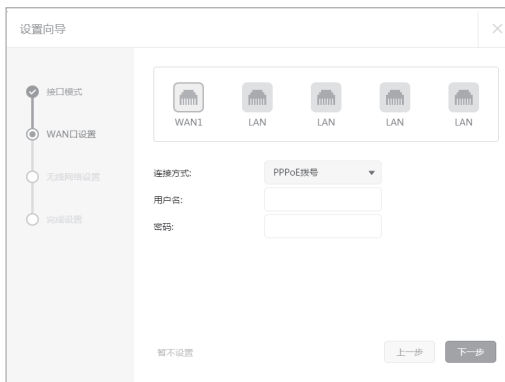 设置向导
接口模式
WAN口设置
无线网络设置
完成设置
WAN1 LAN LAN LAN LAN
连接方式: PPPoE拨号
用户名:
密码:
暂不设置 上一步 下一步